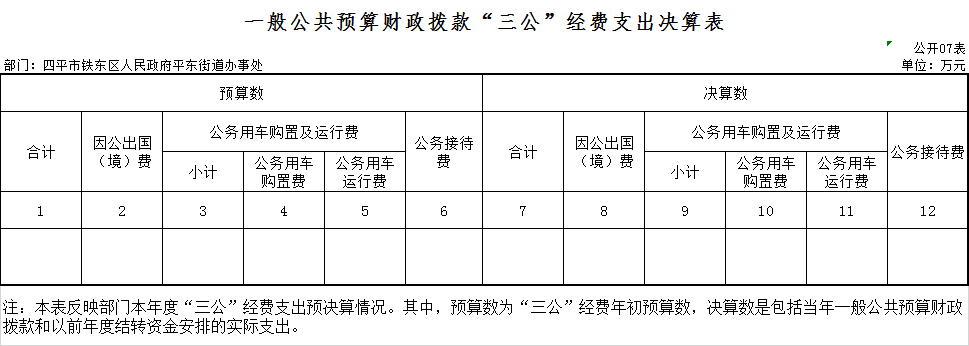 一般公共预算财政拨款“三公”经费支出决算表
公开07表
部门：四平市铁东区人民政府平东街道办事处
单位：万元
预算数
决算数
合计
因公出国
（境）费
公务用车购置及运行费
公务接待
费
合计
因公出国
（境）费
公务用车购置及运行费
公务接待费
小计
公务用车
购置费
公务用车
运行费
小计
公务用车
购置费
公务用车
运行费
1
2
3
4
5
6
7
8
9
10
11
12
注：本表反映部门本年度“三公”经费支出预决算情况。其中，预算数为“三公”经费年初预算数，决算数是包括当年一般公共预算财政
拨款和以前年度结转资金安排的实际支出。